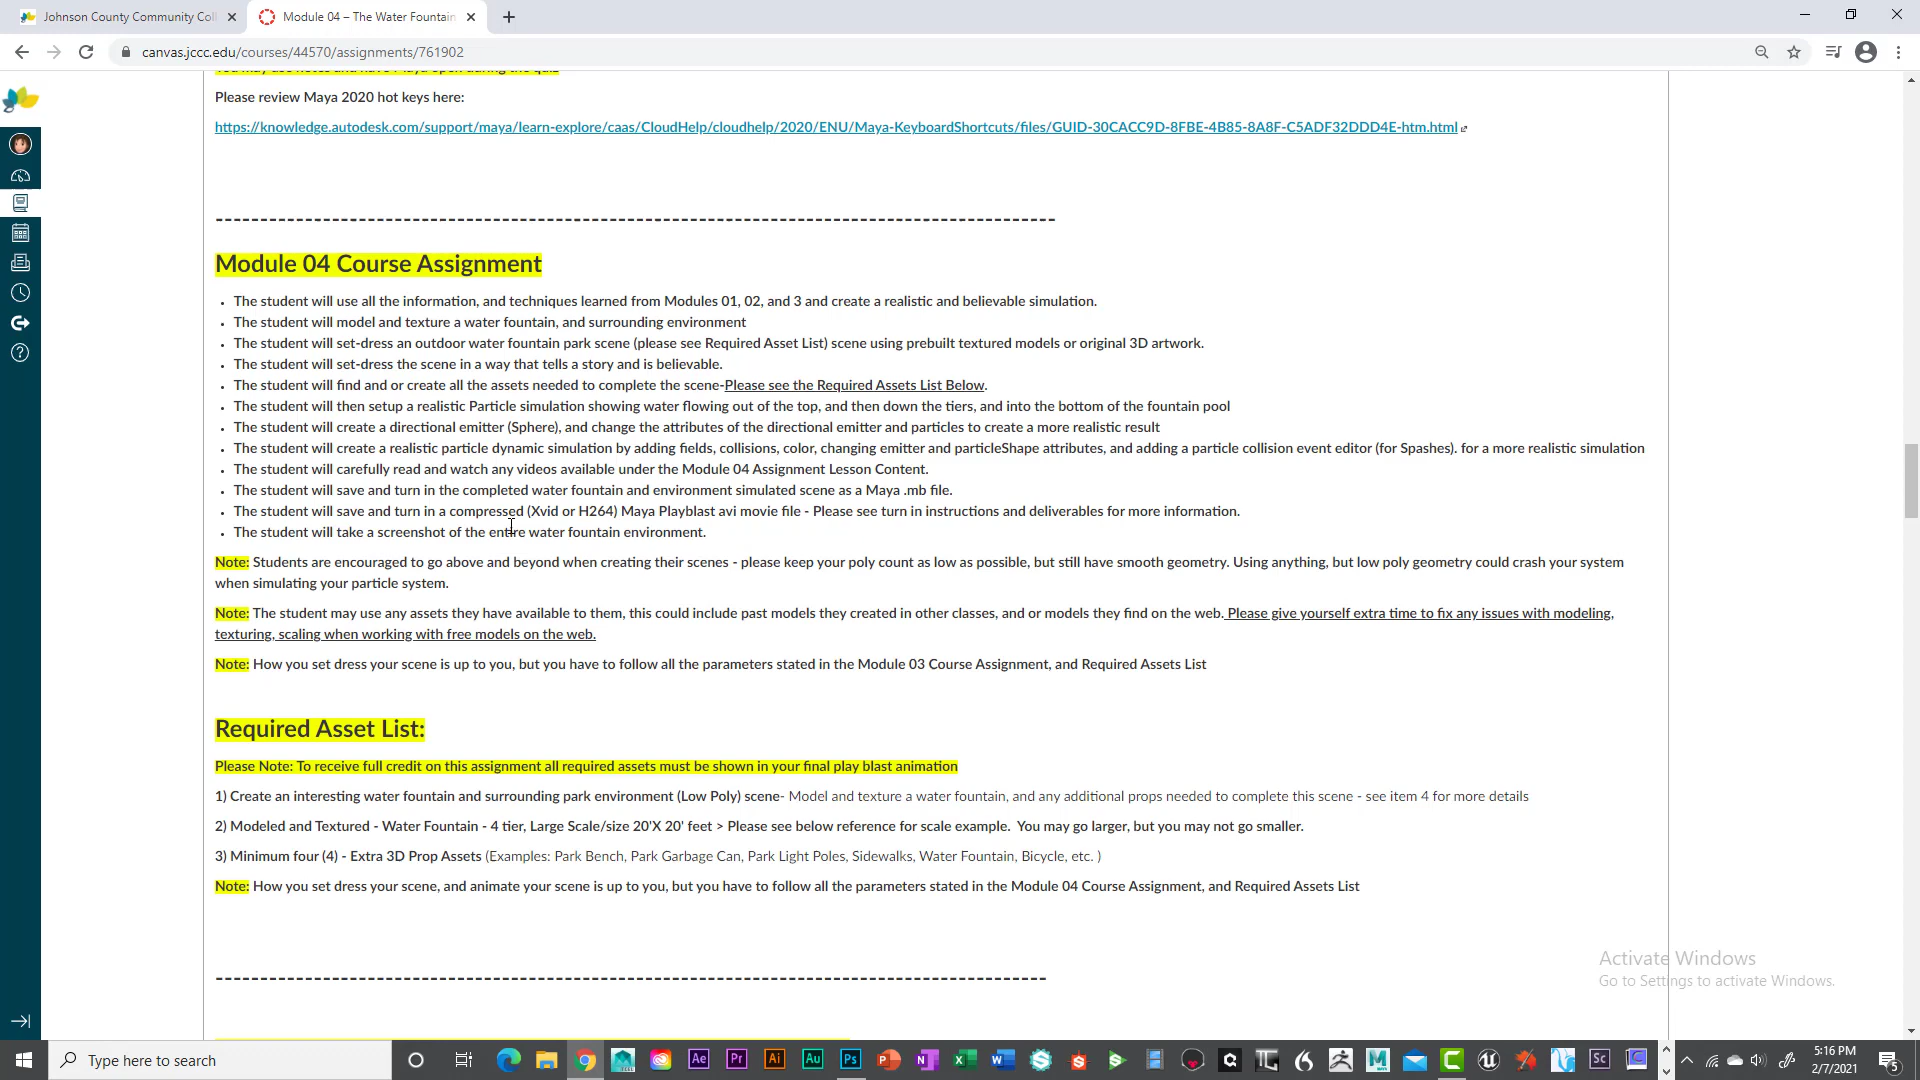 Johnson County Community Coll
Module 04 – The Water Fountain
canvas.jccc.edu/courses/44570/assignments/761902
You may use notes and have Maya open during the quiz
Please review Maya 2020 hot keys here:
https://knowledge.autodesk.com/support/maya/learn-explore/caas/CloudHelp/cloudhelp/2020/ENU/Maya-KeyboardShortcuts/files/GUID-30CACC9D-8FBE-4B85-8A8F-C5ADF32DDD4E-htm.html
Module 04 Course Assignment
The student will use all the information, and techniques learned from Modules 01, 02, and 3 and create a realistic and believable simulation.
The student will model and texture a water fountain, and surrounding environment
The student will set-dress an outdoor water fountain park scene (please see Required Asset List) scene using prebuilt textured models or original 3D artwork.
The student will set-dress the scene in a way that tells a story and is believable.
The student will find and or create all the assets needed to complete the scene-Please see the Required Assets List Below.
The student will then setup a realistic Particle simulation showing water flowing out of the top, and then down the tiers, and into the bottom of the fountain pool
The student will create a directional emitter (Sphere), and change the attributes of the directional emitter and particles to create a more realistic result
The student will create a realistic particle dynamic simulation by adding fields, collisions, color, changing emitter and particleShape attributes, and adding a particle collision event editor (for Spashes). for a more realistic simulation
The student will carefully read and watch any videos available under the Module 04 Assignment Lesson Content.
The student will save and turn in the completed water fountain and environment simulated scene as a Maya .mb file.
The student will save and turn in a compressed (Xvid or H264) Maya Playblast avi movie file - Please see turn in instructions and deliverables for more information.
The student will take a screenshot of the entire water fountain environment.
Note: Students are encouraged to go above and beyond when creating their scenes - please keep your poly count as low as possible, but still have smooth geometry. Using anything, but low poly geometry could crash your system
when simulating your particle system.
Note: The student may use any assets they have available to them, this could include past models they created in other classes, and or models they find on the web. Please give yourself extra time to fix any issues with modeling,
texturing, scaling when working with free models on the web.
Note: How you set dress your scene is up to you, but you have to follow all the parameters stated in the Module 03 Course Assignment, and Required Assets List
Required Asset List:
Please Note: To receive full credit on this assignment all required assets must be shown in your final play blast animation
1) Create an interesting water fountain and surrounding park environment (Low Poly) scene- Model and texture a water fountain, and any additional props needed to complete this scene - see item 4 for more details
2) Modeled and Textured - Water Fountain - 4 tier, Large Scale/size 20'X 20' feet > Please see below reference for scale example. You may go larger, but you may not go smaller.
3) Minimum four (4) - Extra 3D Prop Assets (Examples: Park Bench, Park Garbage Can, Park Light Poles, Sidewalks, Water Fountain, Bicycle, etc. )
Note: How you set dress your scene, and animate your scene is up to you, but you have to follow all the parameters stated in the Module 04 Course Assignment, and Required Assets List
Activate Windows
Go to Settings to activate Windows.
Type here to search
5:16 PM
2/7/2021